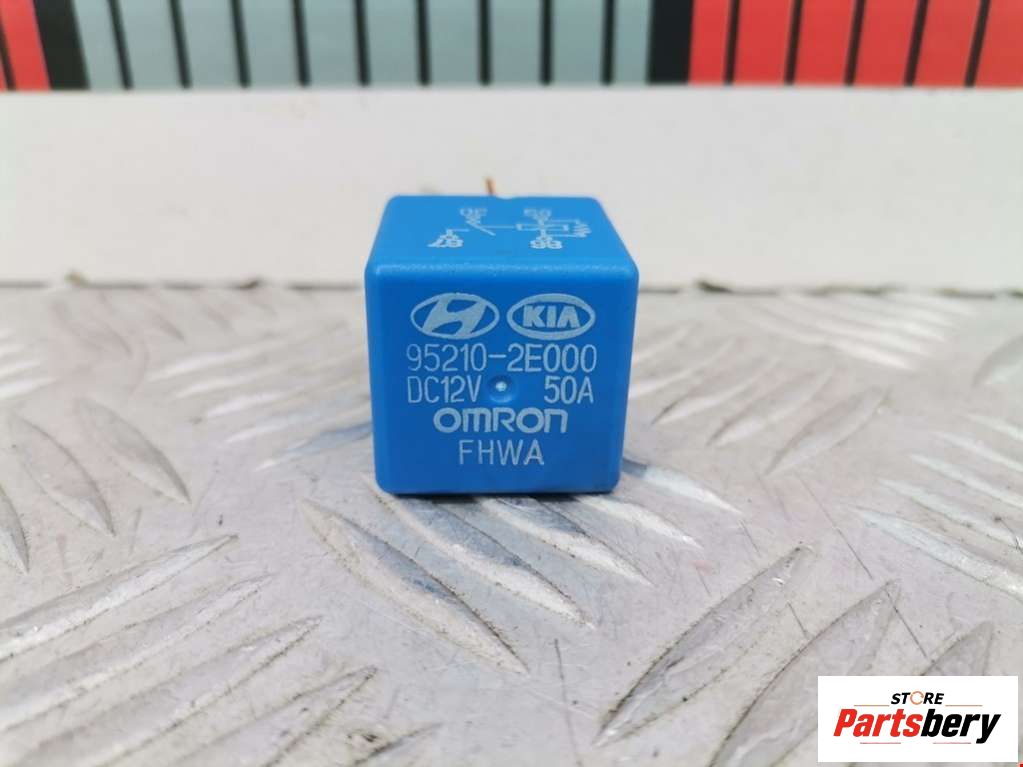 KIA
95210-2E000
DC12V 50A
OMRON
FHWA
STORE
Partsbery